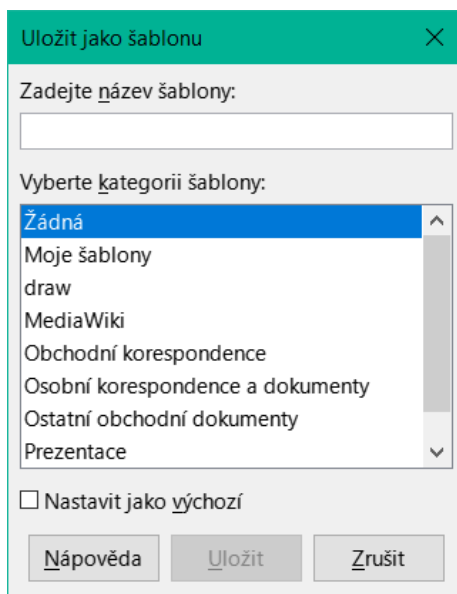 Uložit jako šablonu
Zadejte název šablony:
Vyberte kategorii šablony:
Žádná
Moje šablony
draw
MediaWiki
Obchodní korespondence
Osobní korespondence a dokumenty
Ostatní obchodní dokumenty
Prezentace
Nastavit jako výchozí
Nápověda Uložit Zrušit